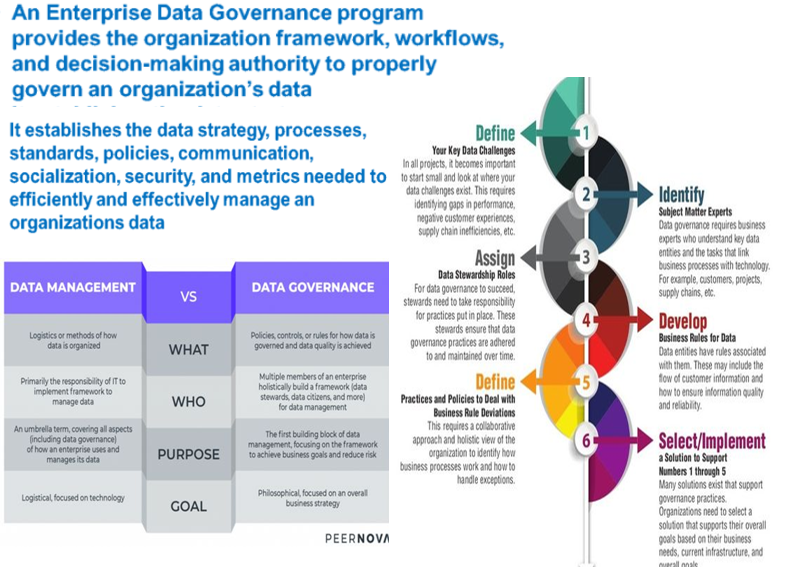 An Enterprise Data Governance program
provides the organization framework, workflows,
and decision-making authority to properly
govern an organization's data
It establishes the data strategy, processes,
standards, policies, communication,
socialization, security, and metrics needed to
efficiently and effectively manage an
organizations data
DATA MANAGEMENT
VS
DATA GOVERNANCE
Logistics or methods of how
data is organized
WHAT
Policies, controls, or rules for how data is
governed and data quality is achieved
Primarily the responsibility of IT to
implement framework to
manage data
WHO
Multiple members of an enterprise
holistically build a framework (data
stewards, data citizens, and more)
for data management
An umbrella term, covering all aspects
(including data governance)
of how an enterprise uses and
manages its data
PURPOSE
The first building block of data
management, focusing on the framework
to achieve business goals and reduce risk
Logistical, focused on technology
GOAL
Philosophical, focused on an overall
business strategy
PEERNOVA
1
Define
Your Key Data Challenges
In all projects, it becomes important
to start small and look at where your
data challenges exist. This requires
identifying gaps in performance,
negative customer experiences,
supply chain inefficiencies, etc.
2
Identify
Subject Matter Experts
Data governance requires business
experts who understand key data
entities and the tasks that link
business processes with technology.
For example, customers, projects,
supply chains, etc.
3
Assign
Data Stewardship Roles
For data governance to succeed,
stewards need to take responsibility
for practices put in place. These
stewards ensure that data
governance practices are adhered
to and maintained over time.
4
Develop
Business Rules for Data
Data entities have rules associated
with them. These may include the
flow of customer information and
how to ensure information quality
and reliability.
5
Define
Practices and Policies to Deal with
Business Rule Deviations
This requires a collaborative
approach and holistic view of the
organization to identify how
business processes work and how to
handle exceptions.
6
Select/Implement
a Solution to Support
Numbers 1 through 5
Many solutions exist that support
governance practices.
Organizations need to select a
solution that supports their overall
goals based on their business
needs, current infrastructure, and
overall goals.